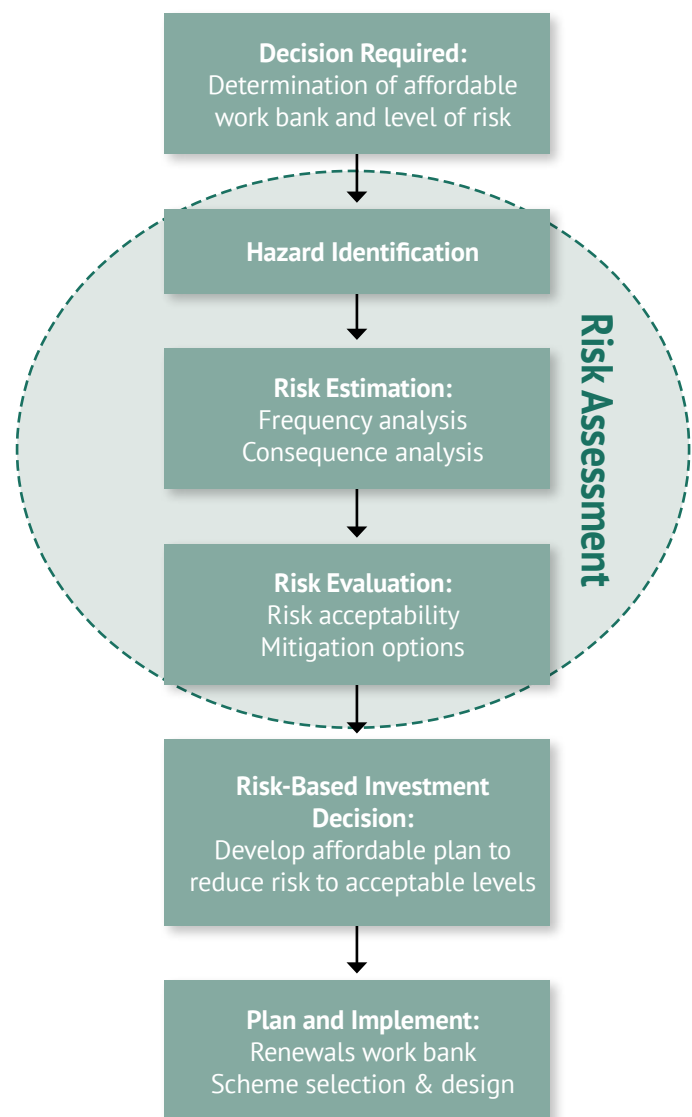 Decision Required:
Determination of affordable
work bank and level of risk
Hazard Identification
Risk Estimation:
Frequency analysis
Consequence analysis
Risk Assessment
Risk Evaluation:
Risk acceptability
Mitigation options
Risk-Based Investment
Decision:
Develop affordable plan to
reduce risk to acceptable levels
Plan and Implement:
Renewals work bank
Scheme selection & design